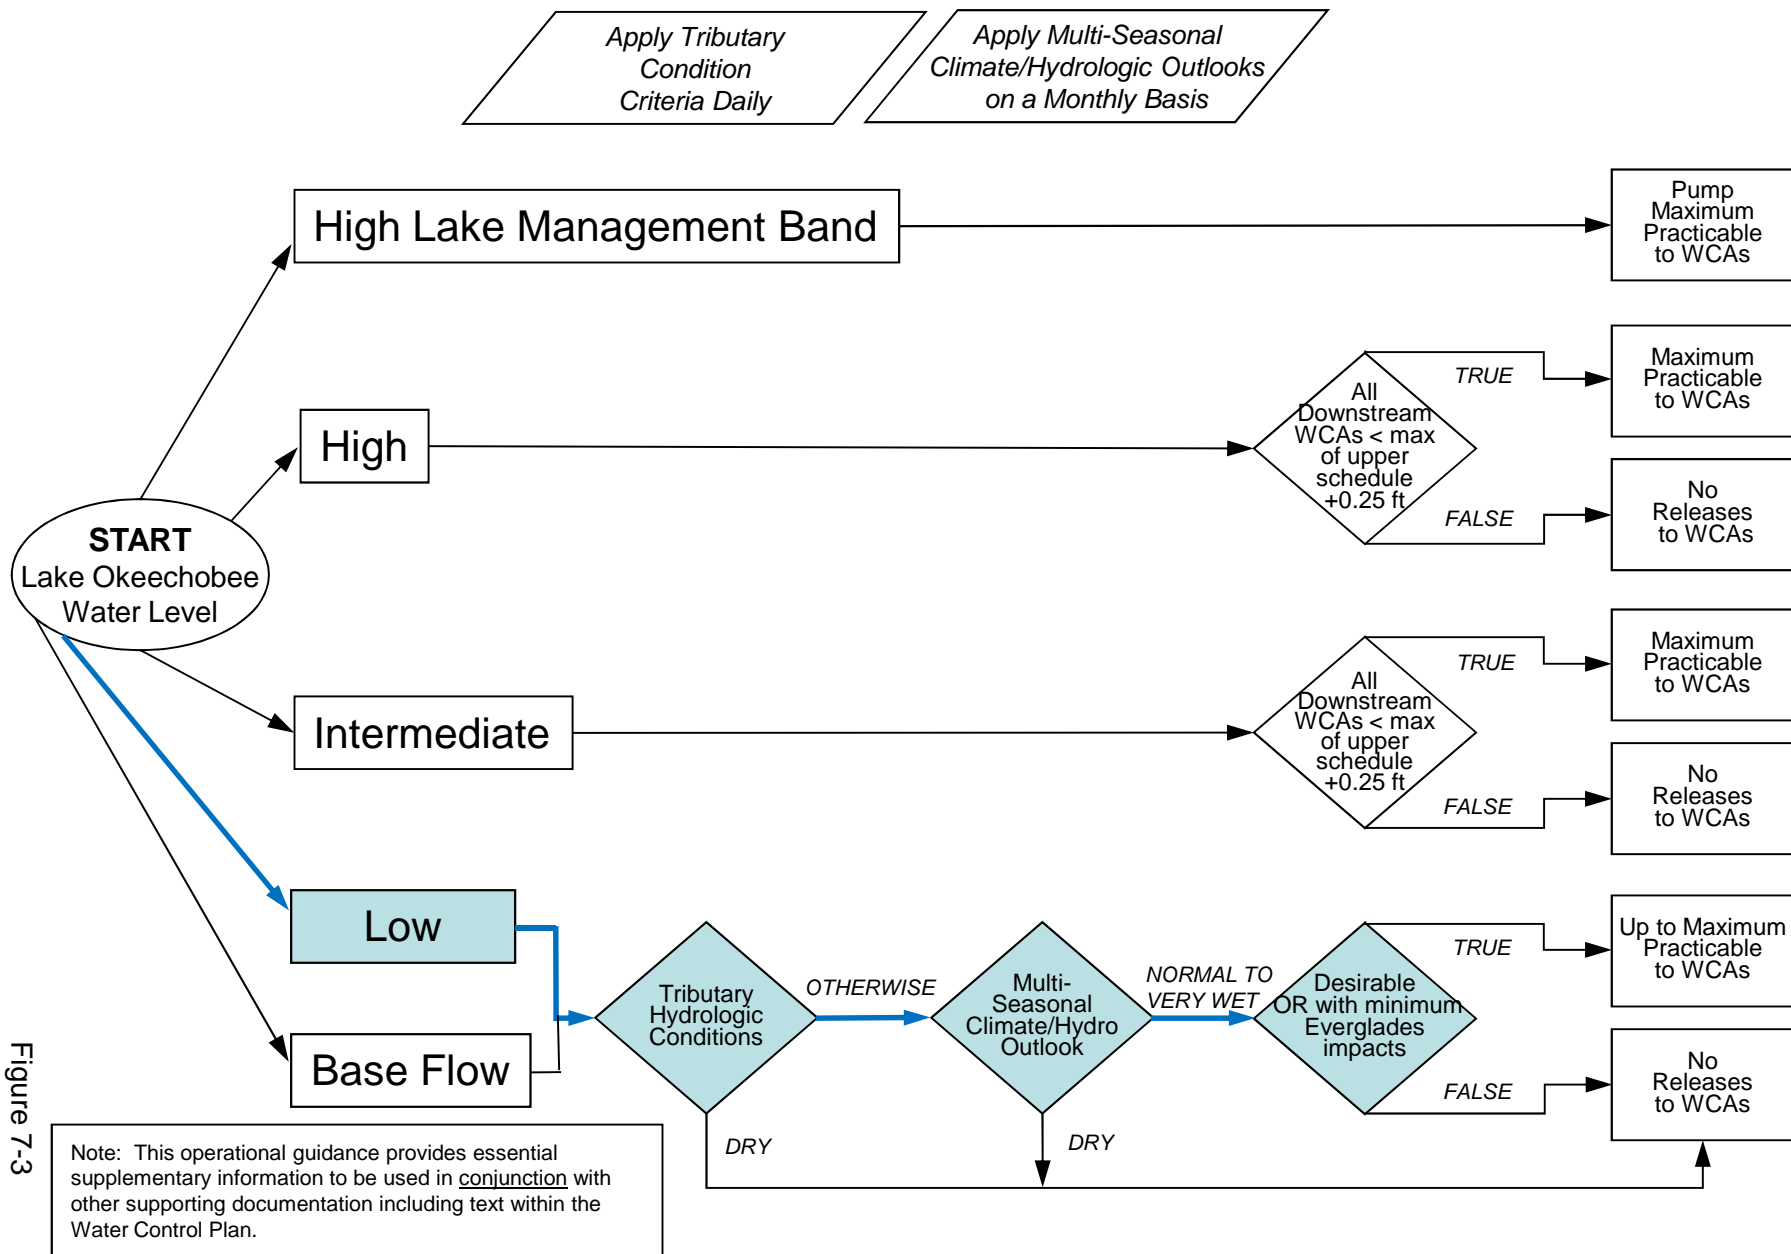 Apply Tributary
Condition
Criteria Daily
Apply Multi-Seasonal
Climate/Hydrologic Outlooks
on a Monthly Basis
High Lake Management Band
Pump
Maximum
Practicable
to WCAs
High
All
Downstream
WCAs < max
of upper
schedule
+0.25 ft
TRUE
Maximum
Practicable
to WCAs
FALSE
No
Releases
to WCAs
START
Lake Okeechobee
Water Level
Intermediate
All
Downstream
WCAs < max
of upper
schedule
+0.25 ft
TRUE
Maximum
Practicable
to WCAs
FALSE
No
Releases
to WCAs
Low
Base Flow
Tributary
Hydrologic
Conditions
OTHERWISE
DRY
Multi-
Seasonal
Climate/Hydro
Outlook
NORMAL TO
VERY WET
DRY
Desirable
OR with minimum
Everglades
impacts
TRUE
Up to Maximum
Practicable
to WCAs
FALSE
No
Releases
to WCAs
Figure 7-3
Note: This operational guidance provides essential
supplementary information to be used in conjunction with
other supporting documentation including text within the
Water Control Plan.